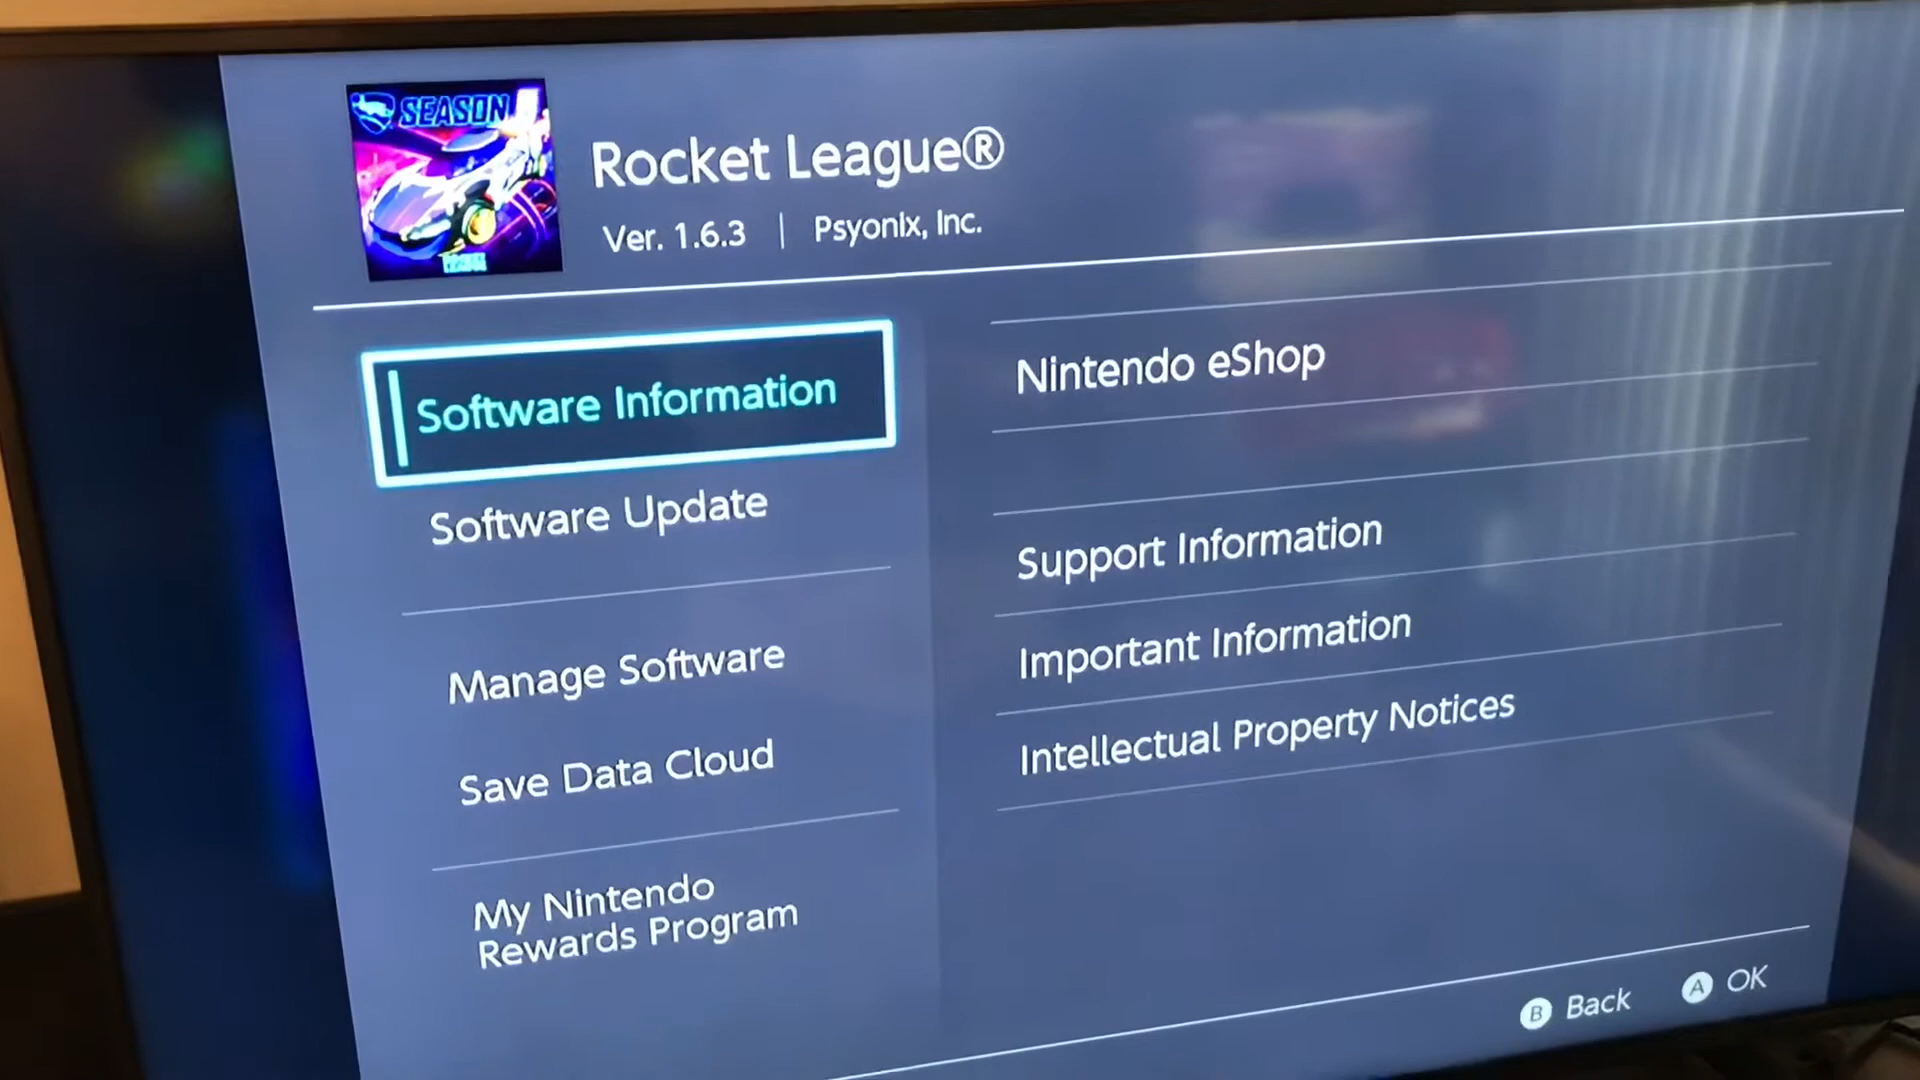 SEASON
Rocket League®
Ver. 1.6.3 | Psyonix, Inc.
Software Information
Software Update
Manage Software
Save Data Cloud
My Nintendo
Rewards Program
Nintendo eShop
Support Information
Important Information
Intellectual Property Notices
B Back
A OK